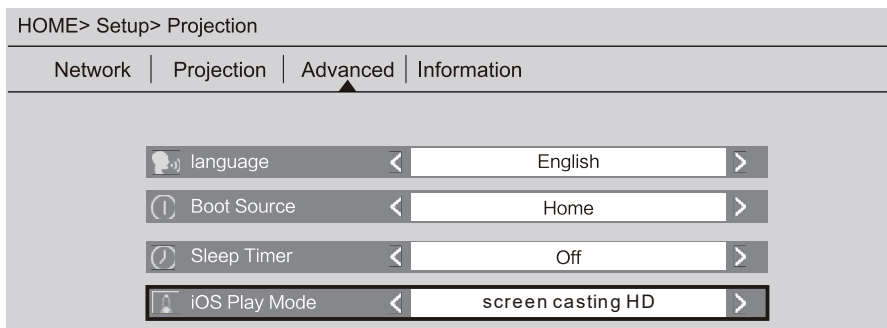 HOME> Setup> Projection
Network | Projection | Advanced | Information
language < English >
Boot Source < Home >
Sleep Timer < Off >
iOS Play Mode < screen casting HD >